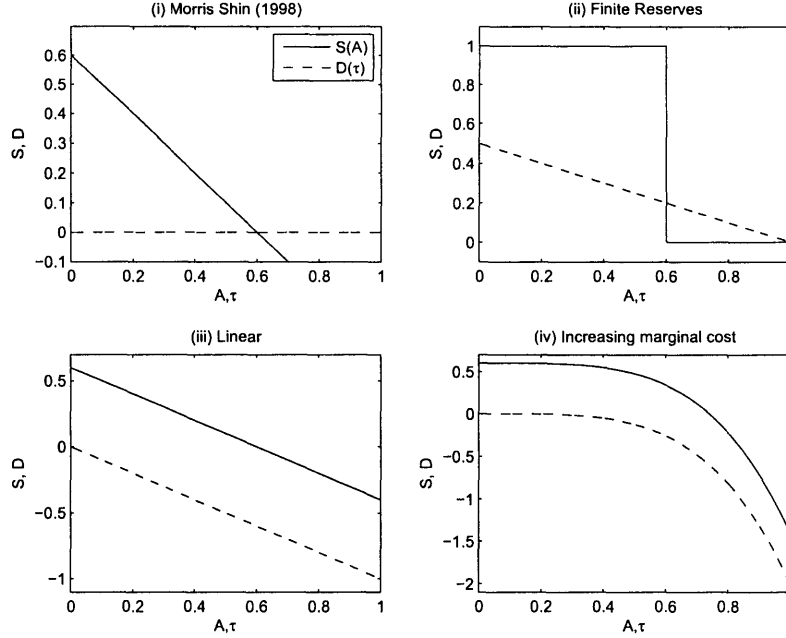 (i) Morris Shin (1998)
S(A)
D(τ)
0.6
0.5
0.4
0.3
0.2
0.1
0
−0.1
S, D
0 0.2 0.4 0.6 0.8 1
A,τ
(ii) Finite Reserves
1
0.8
0.6
0.4
0.2
0
S, D
0 0.2 0.4 0.6 0.8
A,τ
(iii) Linear
0.5
0
−0.5
−1
S, D
0 0.2 0.4 0.6 0.8 1
A,τ
(iv) Increasing marginal cost
0.5
0
−0.5
−1
−1.5
−2
S, D
0 0.2 0.4 0.6 0.8
A,τ